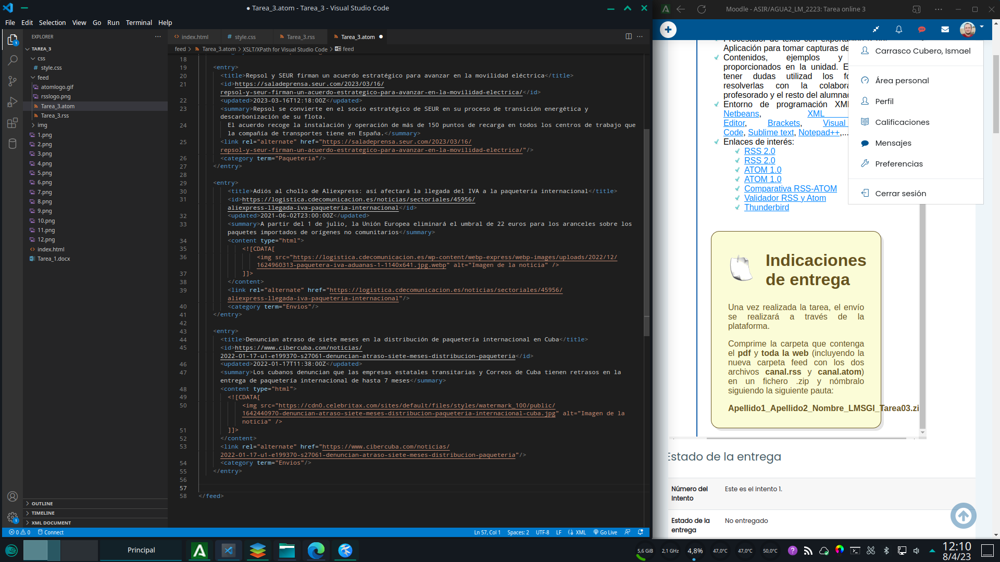 ● Tarea_3.atom - Tarea_3 - Visual Studio Code
File Edit Selection View Go Run Terminal Help
EXPLORER
TAREA_3
css
style.css
feed
atomlogo.gif
rsslogo.png
Tarea_3.atom
Tarea_3.rss
img
1.png
2.png
3.png
4.png
5.png
6.png
7.png
8.png
9.png
10.png
11.png
12.png
index.html
Tarea_1.docx
OUTLINE
TIMELINE
XML DOCUMENT
index.html style.css Tarea_3.rss Tarea_3.atom
feed > Tarea_3.atom > XSLT/XPath for Visual Studio Code > feed
18
19 <entry>
20 <title>Repsol y SEUR firman un acuerdo estratégico para avanzar en la movilidad eléctrica</title>
21 <id>https://saladeprensa.seur.com/2023/03/16/
repsol-y-seur-firman-un-acuerdo-estrategico-para-avanzar-en-la-movilidad-electrica/</id>
22 <updated>2023-03-16T12:18:00Z</updated>
23 <summary>Repsol se convierte en el socio estratégico de SEUR en su proceso de transición energética y
descarbonización de su flota.
24 El acuerdo recoge la instalación y operación de más de 150 puntos de recarga en todos los centros de trabajo que
la compañía de transportes tiene en España.</summary>
25 <link rel="alternate" href="https://saladeprensa.seur.com/2023/03/16/
repsol-y-seur-firman-un-acuerdo-estrategico-para-avanzar-en-la-movilidad-electrica/"/>
26 <category term="Paqueteria"/>
27 </entry>
28
29 <entry>
30 <title>Adiós al chollo de Aliexpress: así afectará la llegada del IVA a la paquetería internacional</title>
31 <id>https://logistica.cdecomunicacion.es/noticias/sectoriales/45956/
aliexpress-llegada-iva-paqueteria-internacional</id>
32 <updated>2021-06-02T23:00:00Z</updated>
33 <summary>A partir del 1 de julio, la Unión Europea eliminará el umbral de 22 euros para los aranceles sobre los
paquetes importados de orígenes no comunitarios</summary>
34 <content type="html">
35 <![CDATA[
36 <img src="https://logistica.cdecomunicacion.es/wp-content/webp-express/webp-images/uploads/2022/12/
1624960313-paquetera-iva-aduanas-1-1140x641.jpg.webp" alt="Imagen de la noticia" />
37 ]]>
38 </content>
39 <link rel="alternate" href="https://logistica.cdecomunicacion.es/noticias/sectoriales/45956/
aliexpress-llegada-iva-paqueteria-internacional"/>
40 <category term="Envios"/>
41 </entry>
42
43 <entry>
44 <title>Denuncian atraso de siete meses en la distribución de paquetería internacional en Cuba</title>
45 <id>https://www.cibercuba.com/noticias/
2022-01-17-u1-e199370-s27061-denuncian-atraso-siete-meses-distribucion-paqueteria</id>
46 <updated>2022-01-17T11:38:00Z</updated>
47 <summary>Los cubanos denuncian que las empresas estatales transitarias y Correos de Cuba tienen retrasos en la
entrega de paquetería internacional de hasta 7 meses</summary>
48 <content type="html">
49 <![CDATA[
50 <img src="https://cdn0.celebritax.com/sites/default/files/styles/watermark_100/public/
1642440970-denuncian-atraso-siete-meses-distribucion-paqueteria-internacional-cuba.jpg" alt="Imagen de la
noticia" />
51 ]]>
52 </content>
53 <link rel="alternate" href="https://www.cibercuba.com/noticias/
2022-01-17-u1-e199370-s27061-denuncian-atraso-siete-meses-distribucion-paqueteria"/>
54 <category term="Envios"/>
55 </entry>
56
57
58 </feed>
0 0 Connect Ln 57, Col 1 Spaces: 2 UTF-8 LF XML Go Live
Moodle - ASIR/AGUA2_LM_2223: Tarea online 3
Aplicación para tomar capturas de
Contenidos, ejemplos y
proporcionados en la unidad. E
tener dudas utilizad los fo
resolverlas con la colabora
profesorado y el resto del alumnad
Entorno de programación XML
Netbeans, XML
Editor, Brackets, Visual
Code, Sublime text, Notepad++,...
Enlaces de interés:
RSS 2.0
RSS 2.0
ATOM 1.0
ATOM 1.0
Comparativa RSS-ATOM
Validador RSS y Atom
Thunderbird
Carrasco Cubero, Ismael
Área personal
Perfil
Calificaciones
Mensajes
Preferencias
Cerrar sesión
Indicaciones
de entrega
Una vez realizada la tarea, el envío
se realizará a través de la
plataforma.
Comprime la carpeta que contenga
el pdf y toda la web (incluyendo la
nueva carpeta feed con los dos
archivos canal.rss y canal.atom)
en un fichero .zip y nómbralo
siguiendo la siguiente pauta:
Apellido1_Apellido2_Nombre_LMSGI_Tarea03.zi
Estado de la entrega
Número del
Intento
Este es el intento 1.
Estado de la
entrega
No entregado
Principal
5,6 GiB 2,1 GHz 4,8% 47,0°C 47,0°C 50,0°C
12:10
8/4/23